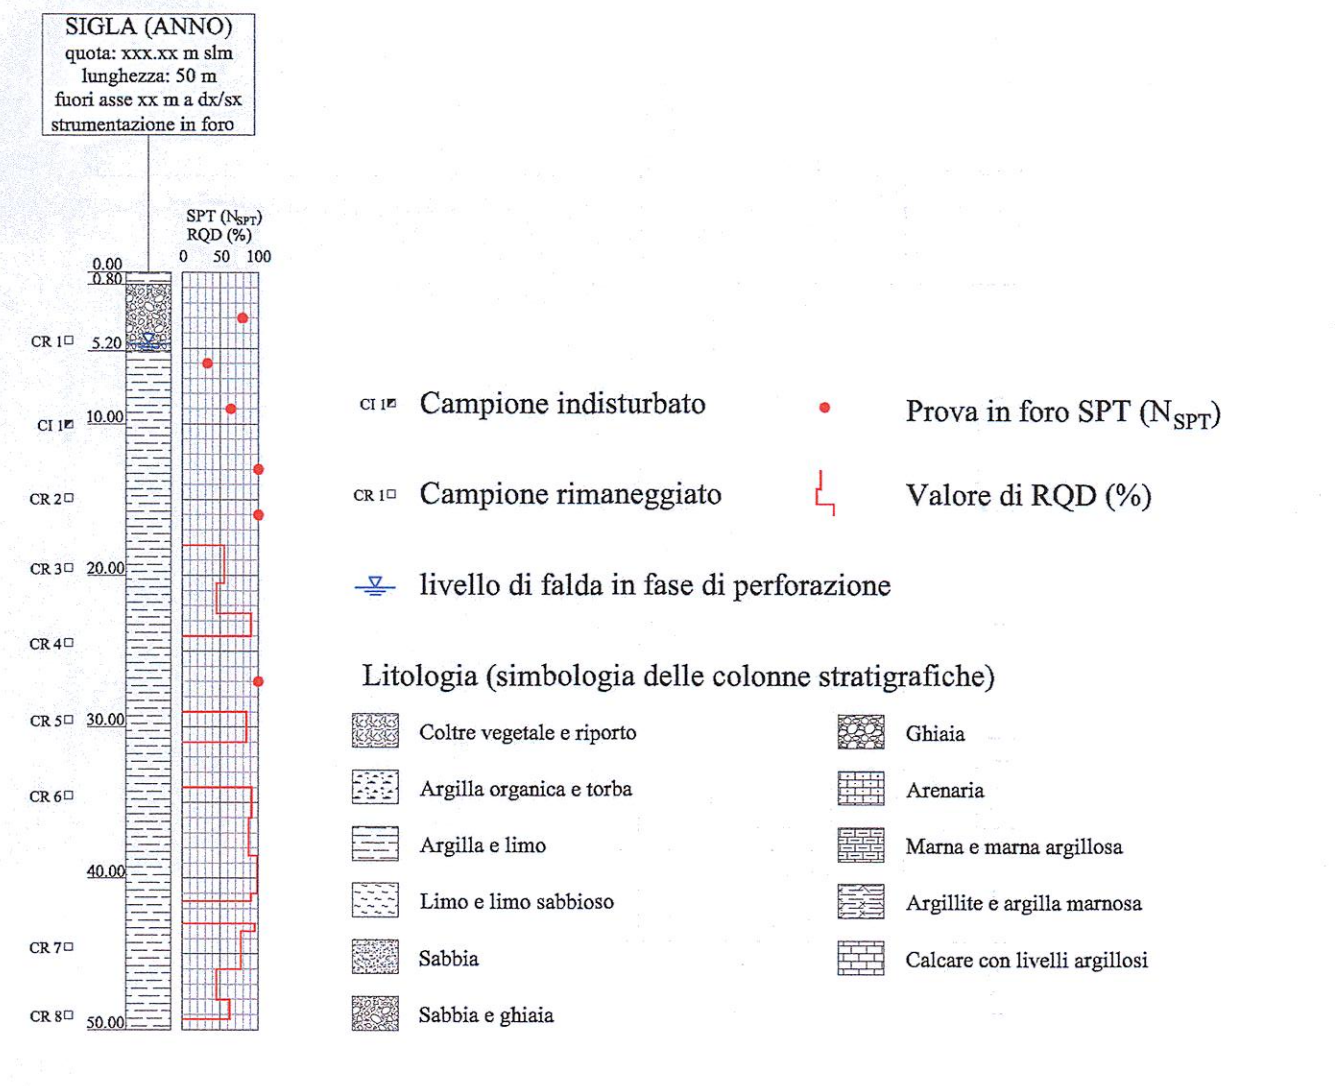 SIGLA (ANNO)
quota: xxx.xx m slm
lunghezza: 50 m
fuori asse xx m a dx/sx
strumentazione in foro
SPT (NSPT)
RQD (%)
0 50 100
0.00
0.80
CR 1
5.20
10.00
CI 1
CR 2
CR 3
20.00
CR 4
CR 5
30.00
CR 6
40.00
CR 7
CR 8
50.00
CI 1 Campione indisturbato
Prova in foro SPT (NSPT)
CR 1 Campione rimaneggiato
Valore di RQD (%)
livello di falda in fase di perforazione
Litologia (simbologia delle colonne stratigrafiche)
Coltre vegetale e riporto
Argilla organica e torba
Argilla e limo
Limo e limo sabbioso
Sabbia
Sabbia e ghiaia
Ghiaia
Arenaria
Marna e marna argillosa
Argillite e argilla marnosa
Calcare con livelli argillosi